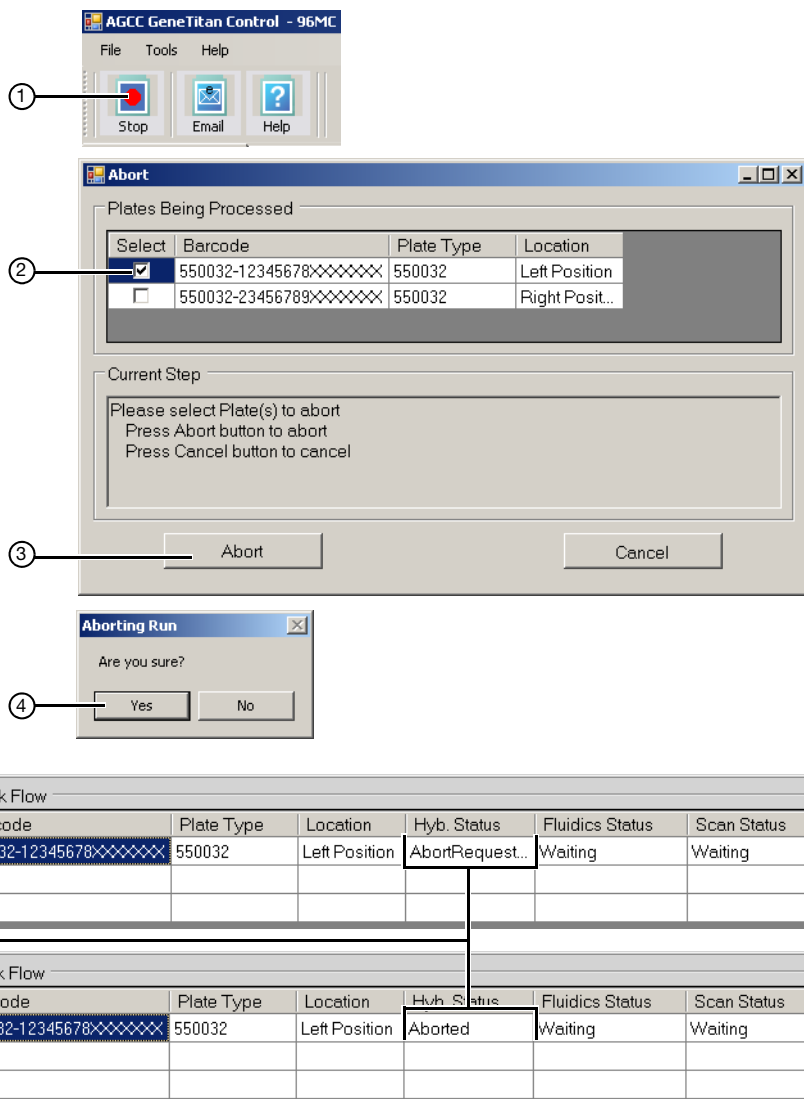 AGCC GeneTitan Control - 96MC
File Tools Help
1
Stop Email Help
Abort
Plates Being Processed
Select Barcode Plate Type Location
2
550032-12345678XXXXXXX 550032 Left Position
550032-23456789XXXXXXX 550032 Right Posit...
Current Step
Please select Plate(s) to abort
Press Abort button to abort
Press Cancel button to cancel
3
Abort Cancel
Aborting Run
Are you sure?
4
Yes No
k Flow
code Plate Type Location Hyb. Status Fluidics Status Scan Status
32-12345678XXXXXXX 550032 Left Position AbortRequest... Waiting Waiting
k Flow
ode Plate Type Location Hyb. Status Fluidics Status Scan Status
32-12345678XXXXXXX 550032 Left Position Aborted Waiting Waiting